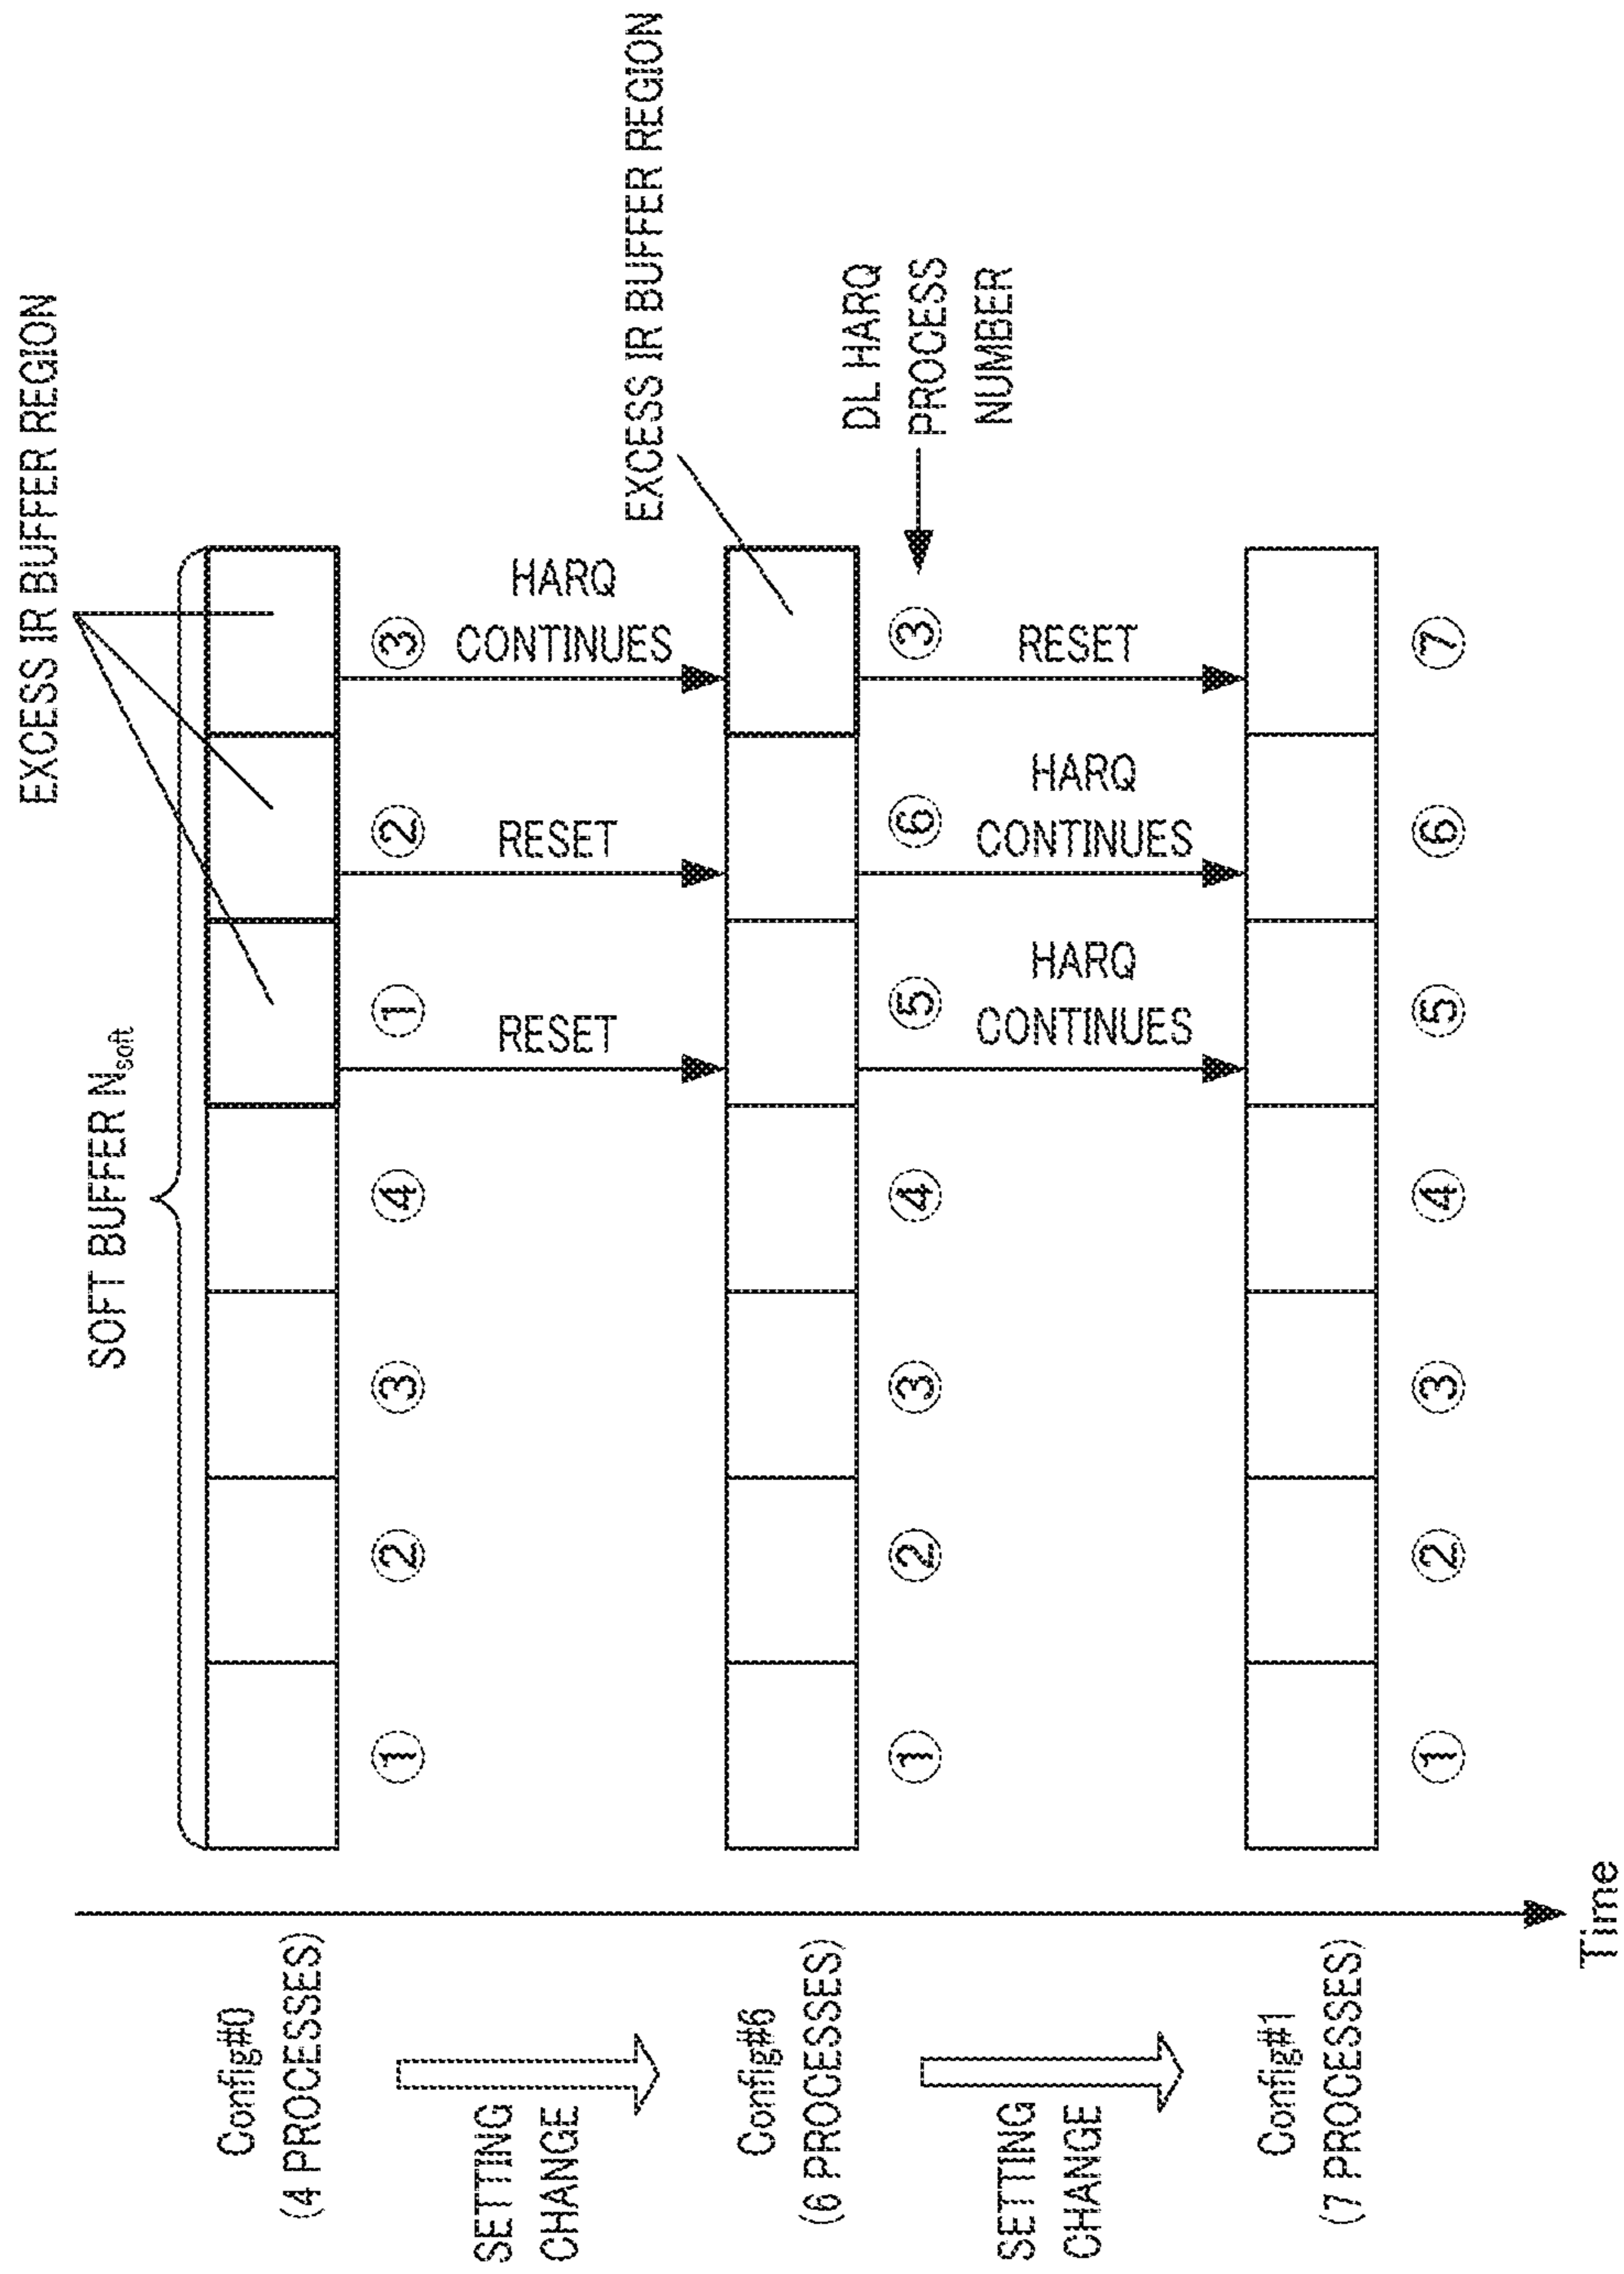 EXCESS IR BUFFER REGION
SOFT BUFFER Nsoft
Config#0
(4 PROCESSES)
① ② ③ ④ ① ② ③
SETTING
CHANGE
RESET
RESET
HARQ
CONTINUES
EXCESS IR BUFFER REGION
Config#6
(6 PROCESSES)
① ② ③ ④ ⑤ ⑥ ③
DL HARQ
PROCESS
NUMBER
SETTING
CHANGE
HARQ
CONTINUES
HARQ
CONTINUES
RESET
Config#1
(7 PROCESSES)
① ② ③ ④ ⑤ ⑥ ⑦
Time